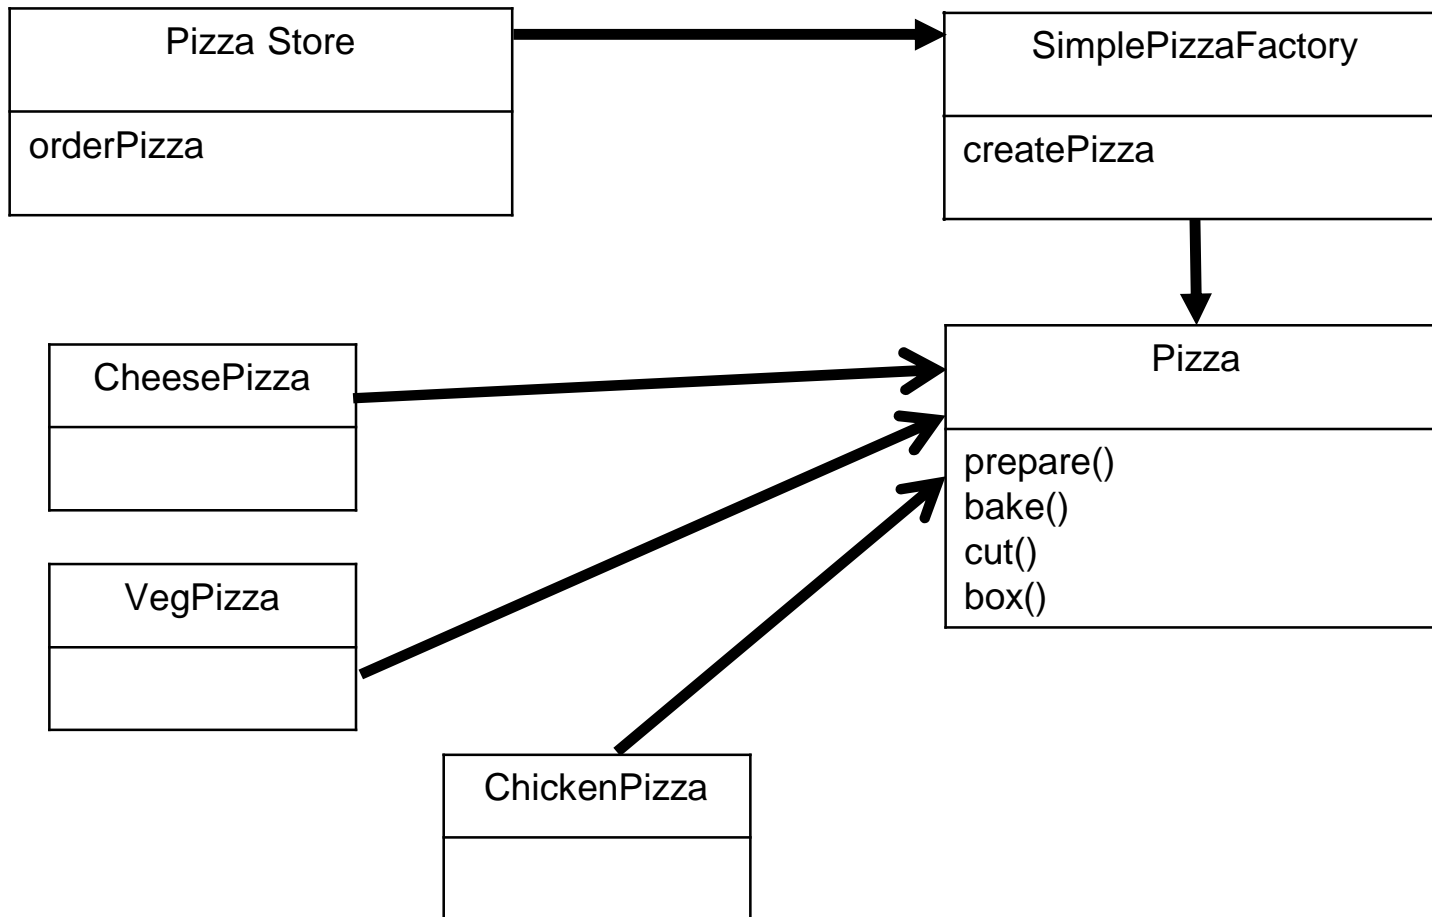 Pizza Store
orderPizza
SimplePizzaFactory
createPizza
CheesePizza
Pizza
prepare()
bake()
cut()
box()
VegPizza
ChickenPizza